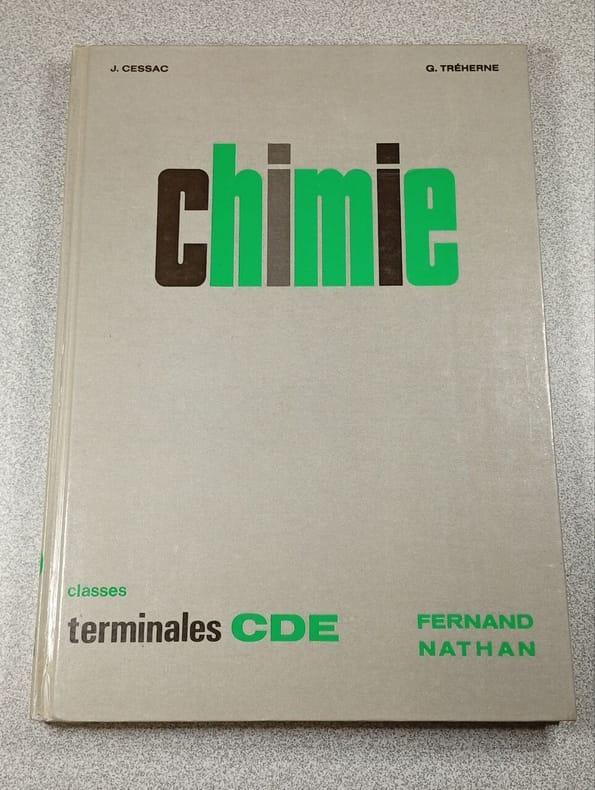 J. CESSAC G. TRÉHERNE
chimie
classes
terminales CDE
FERNAND
NATHAN